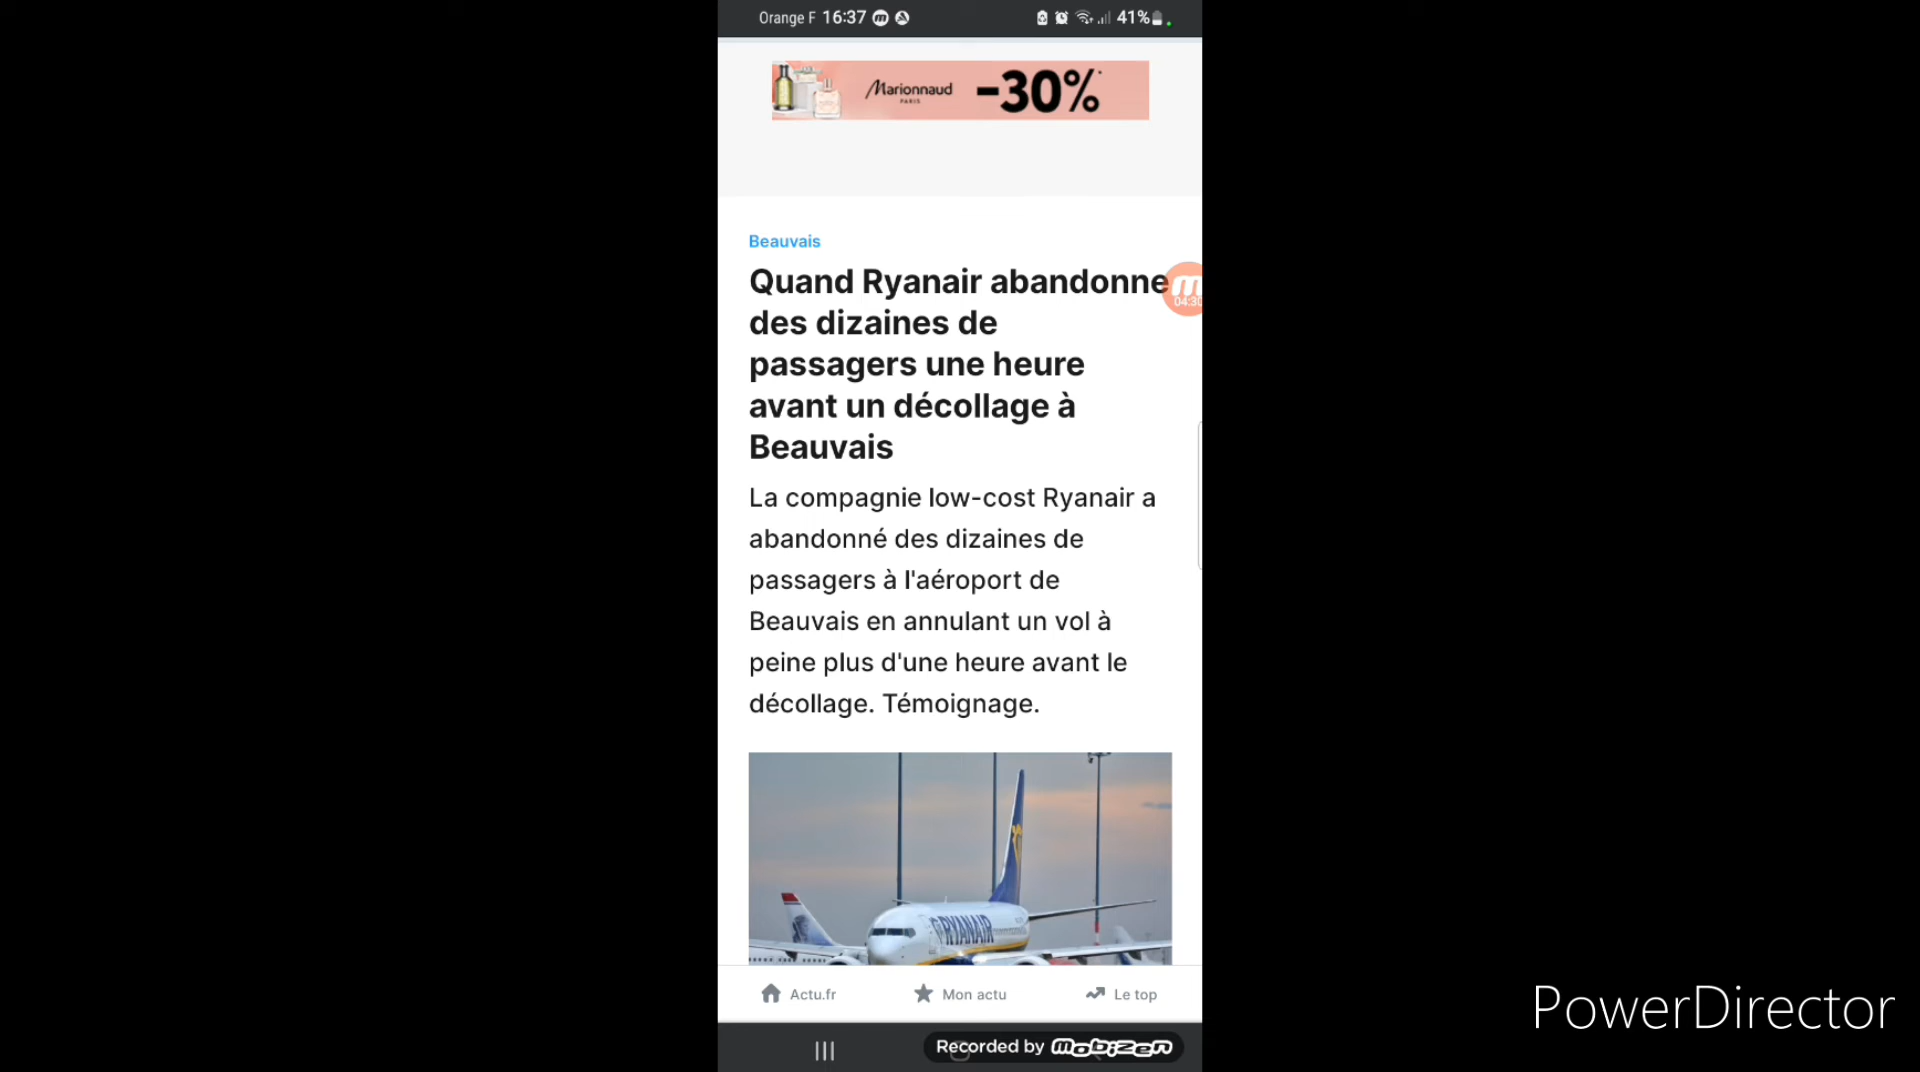 Orange F 16:37
41%
Marionnaud
PARIS
-30%*
Beauvais
Quand Ryanair abandonne
des dizaines de
passagers une heure
avant un décollage à
Beauvais
04:30
La compagnie low-cost Ryanair a
abandonné des dizaines de
passagers à l'aéroport de
Beauvais en annulant un vol à
peine plus d'une heure avant le
décollage. Témoignage.
RYANAIR
Actu.fr
Mon actu
Le top
Recorded by Mobizen
PowerDirector